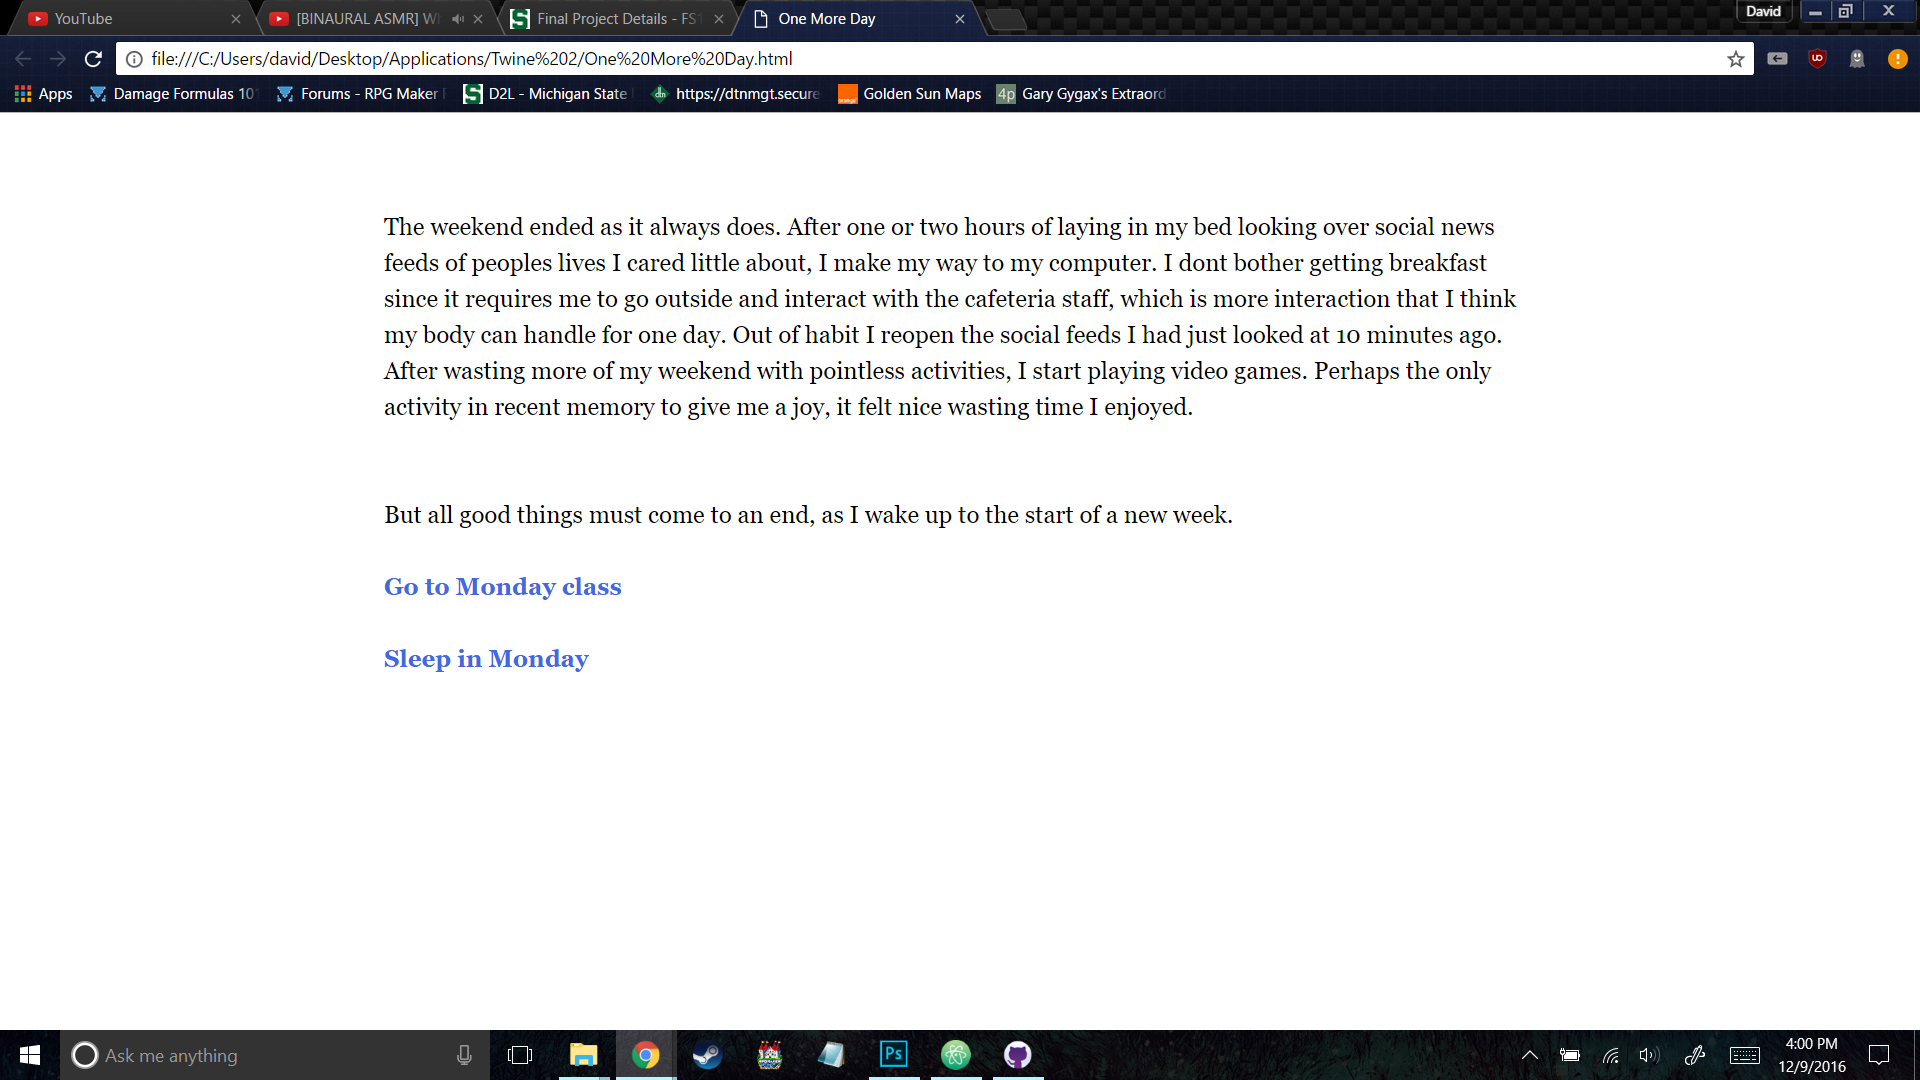 YouTube
[BINAURAL ASMR] W
Final Project Details - FS
One More Day
David
file:///C:/Users/david/Desktop/Applications/Twine%202/One%20More%20Day.html
Apps
Damage Formulas 10
Forums - RPG Maker
D2L - Michigan State
https://dtnmgt.secure
Golden Sun Maps
4p Gary Gygax's Extraord
The weekend ended as it always does. After one or two hours of laying in my bed looking over social news
feeds of peoples lives I cared little about, I make my way to my computer. I dont bother getting breakfast
since it requires me to go outside and interact with the cafeteria staff, which is more interaction that I think
my body can handle for one day. Out of habit I reopen the social feeds I had just looked at 10 minutes ago.
After wasting more of my weekend with pointless activities, I start playing video games. Perhaps the only
activity in recent memory to give me a joy, it felt nice wasting time I enjoyed.
But all good things must come to an end, as I wake up to the start of a new week.
Go to Monday class
Sleep in Monday
Ask me anything
Ps
4:00 PM
12/9/2016